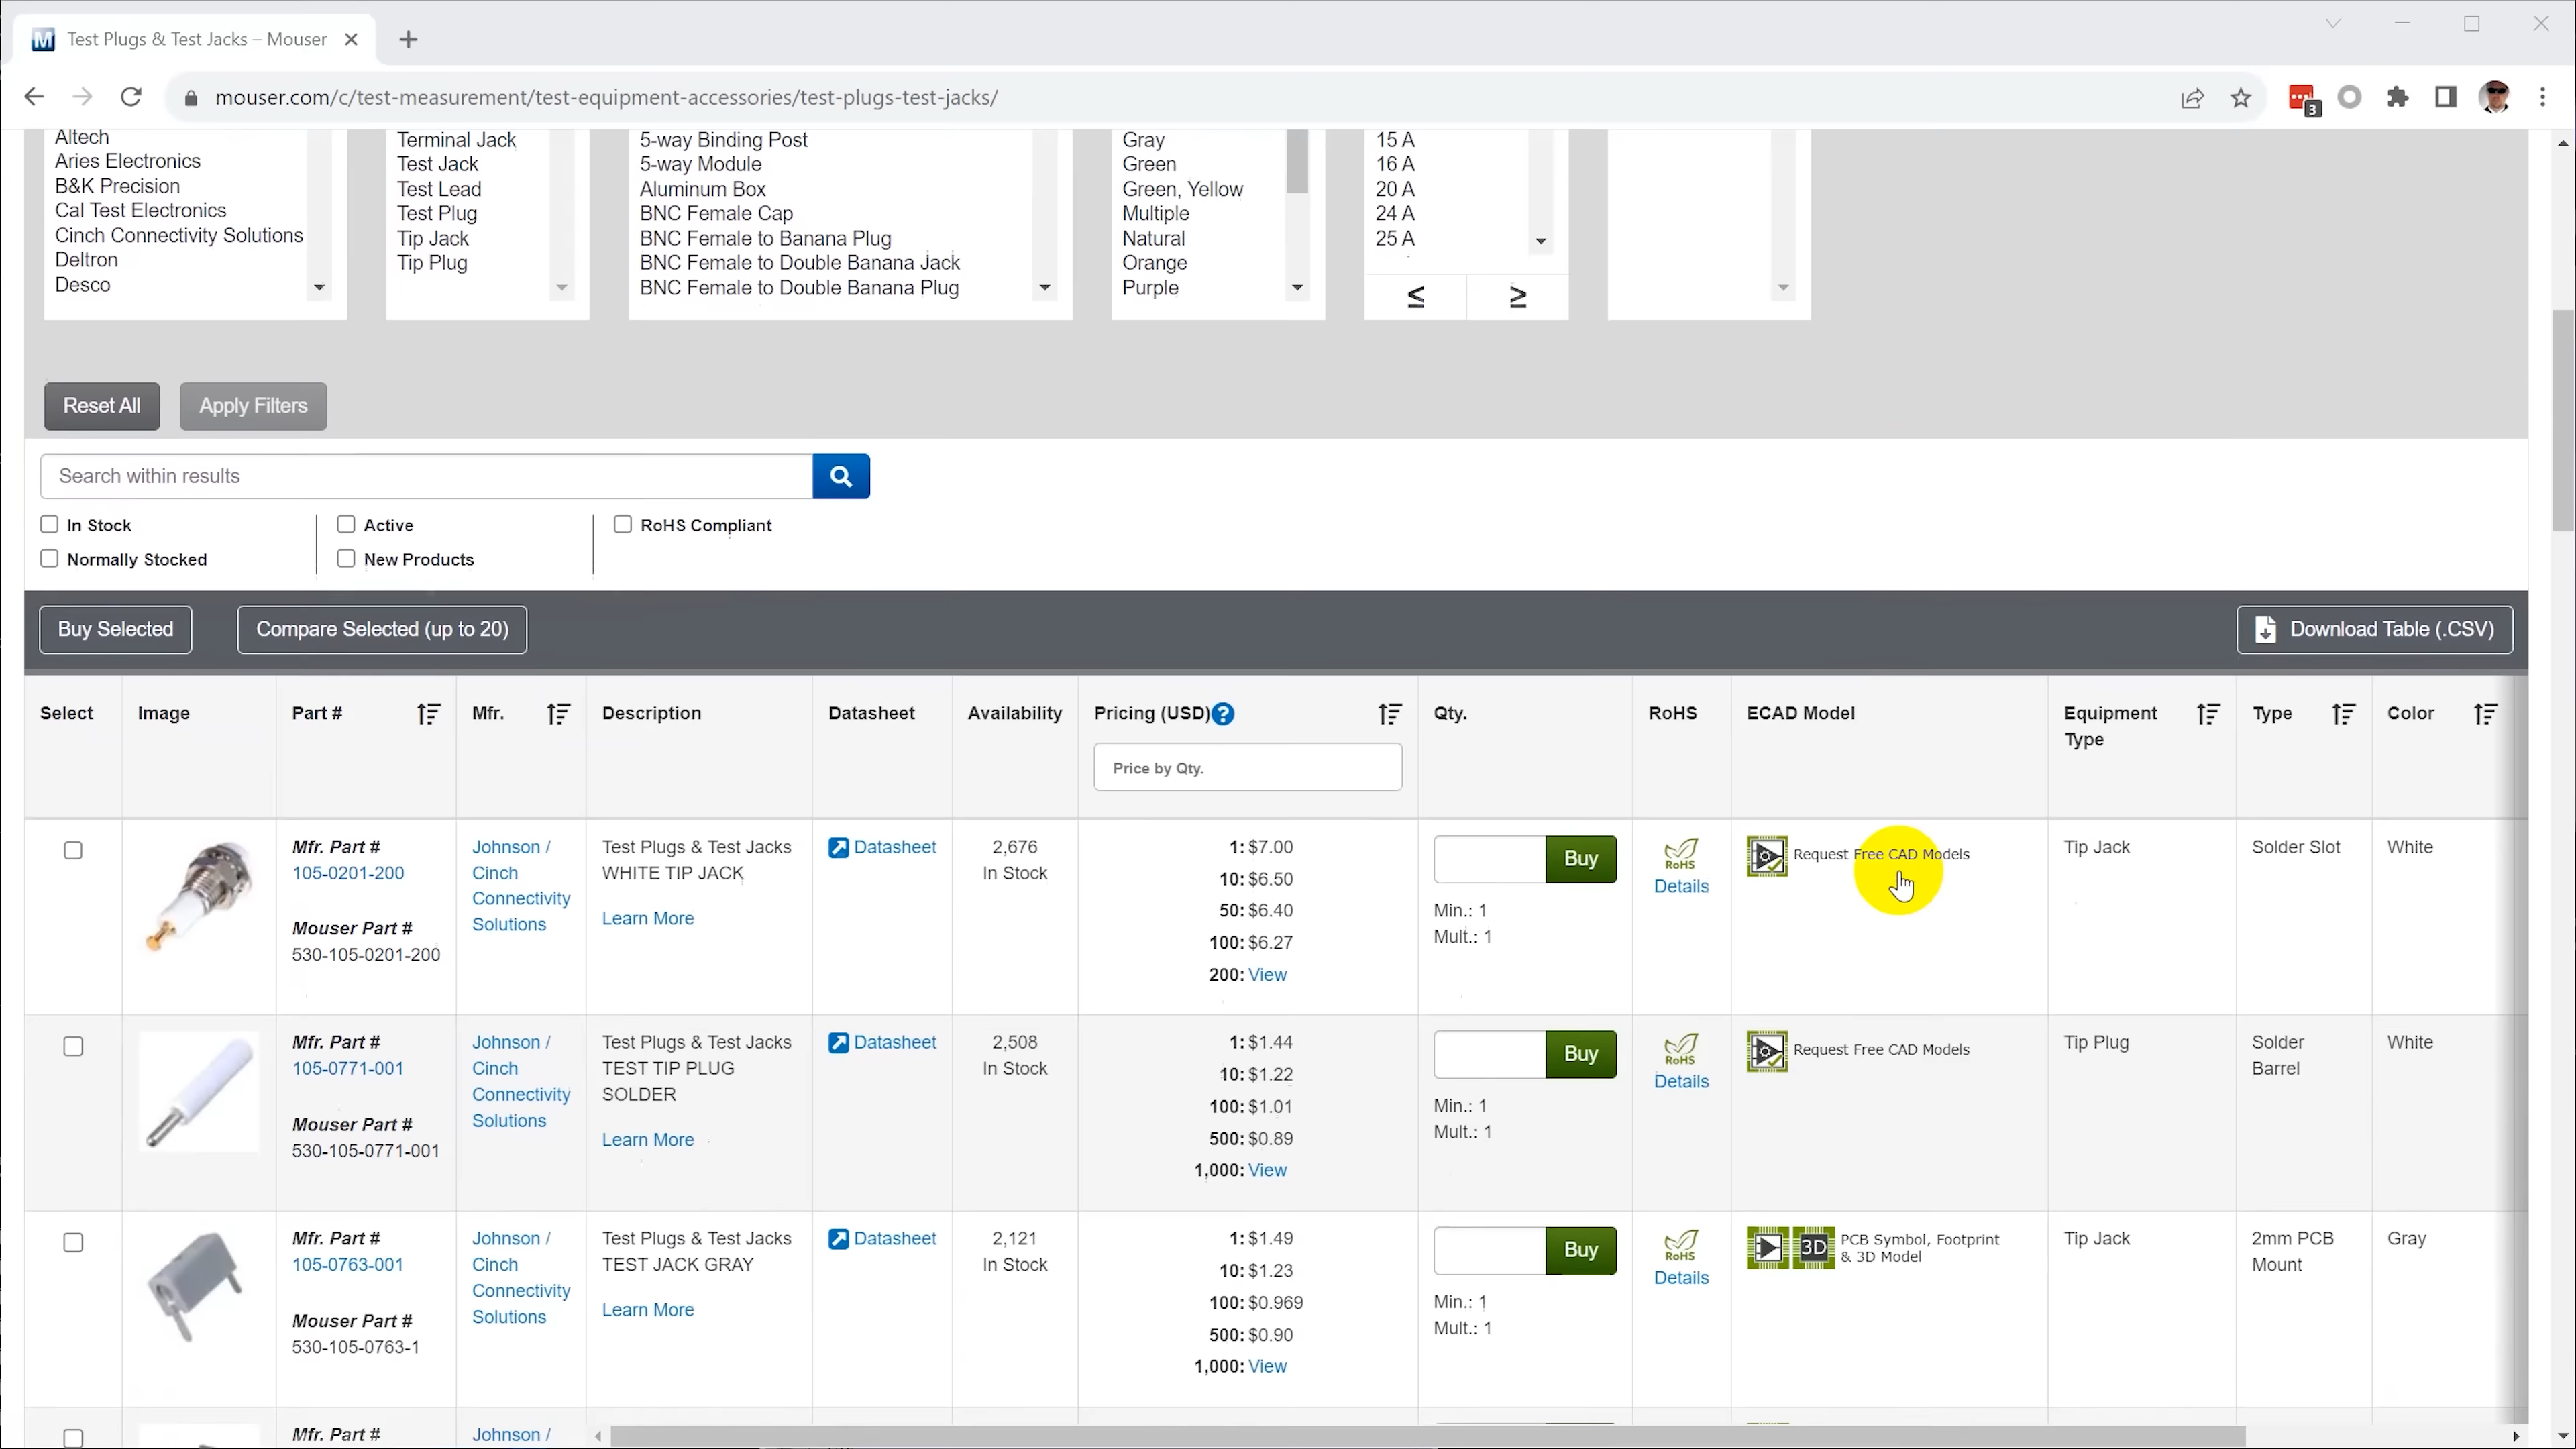 Test Plugs & Test Jacks – Mouser
mouser.com/c/test-measurement/test-equipment-accessories/test-plugs-test-jacks/
3
Altech
Aries Electronics
B&K Precision
Cal Test Electronics
Cinch Connectivity Solutions
Deltron
Desco
Terminal Jack
Test Jack
Test Lead
Test Plug
Tip Jack
Tip Plug
5-way Binding Post
5-way Module
Aluminum Box
BNC Female Cap
BNC Female to Banana Plug
BNC Female to Double Banana Jack
BNC Female to Double Banana Plug
Gray
Green
Green, Yellow
Multiple
Natural
Orange
Purple
15 A
16 A
20 A
24 A
25 A
≤ ≥
Reset All Apply Filters
Search within results
In Stock Active RoHS Compliant
Normally Stocked New Products
Buy Selected Compare Selected (up to 20) Download Table (.CSV)
Select Image Part # Mfr. Description Datasheet Availability Pricing (USD) ? Qty. RoHS ECAD Model Equipment Type Type Color
Price by Qty.
Mfr. Part #
105-0201-200
Mouser Part #
530-105-0201-200
Johnson /
Cinch
Connectivity
Solutions
Test Plugs & Test Jacks
WHITE TIP JACK
Learn More
Datasheet
2,676
In Stock
1: $7.00
10: $6.50
50: $6.40
100: $6.27
200: View
Buy
Min.: 1
Mult.: 1
RoHS
Details
Request Free CAD Models
Tip Jack
Solder Slot
White
Mfr. Part #
105-0771-001
Mouser Part #
530-105-0771-001
Johnson /
Cinch
Connectivity
Solutions
Test Plugs & Test Jacks
TEST TIP PLUG
SOLDER
Learn More
Datasheet
2,508
In Stock
1: $1.44
10: $1.22
100: $1.01
500: $0.89
1,000: View
Buy
Min.: 1
Mult.: 1
RoHS
Details
Request Free CAD Models
Tip Plug
Solder
Barrel
White
Mfr. Part #
105-0763-001
Mouser Part #
530-105-0763-1
Johnson /
Cinch
Connectivity
Solutions
Test Plugs & Test Jacks
TEST JACK GRAY
Learn More
Datasheet
2,121
In Stock
1: $1.49
10: $1.23
100: $0.969
500: $0.90
1,000: View
Buy
Min.: 1
Mult.: 1
RoHS
Details
3D
PCB Symbol, Footprint
& 3D Model
Tip Jack
2mm PCB
Mount
Gray
Mfr. Part #
Johnson /